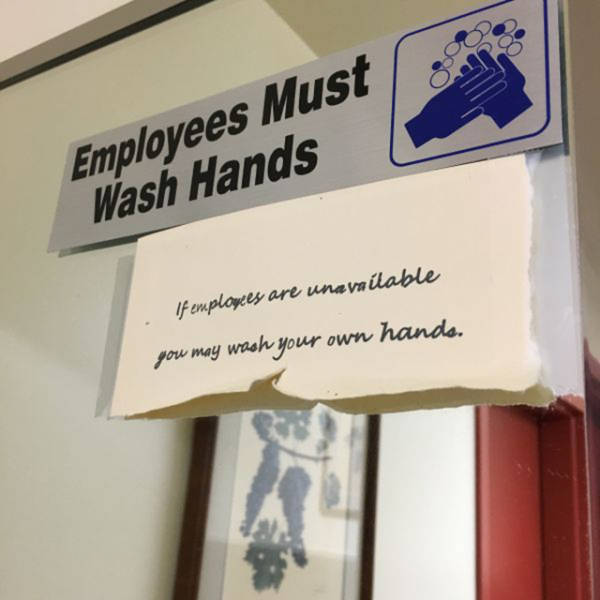 Employees Must
Wash Hands
If employees are unavailable
you may wash your own hands.